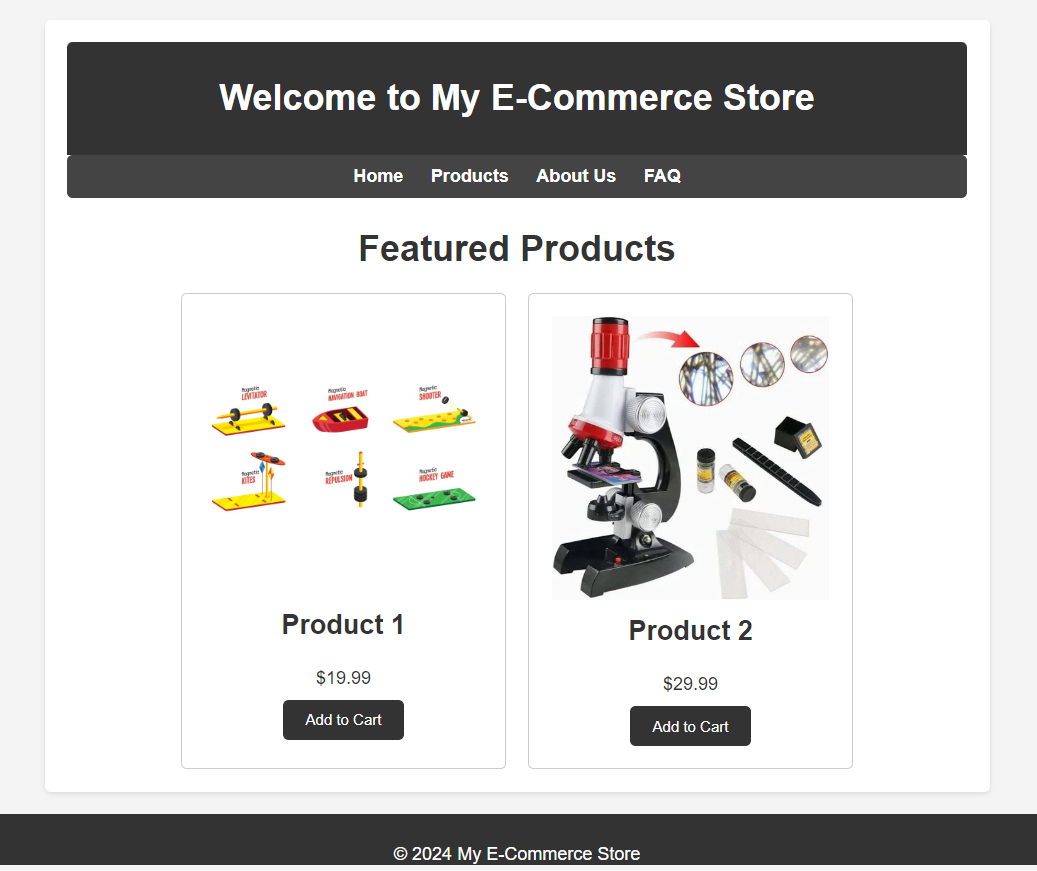 Welcome to My E-Commerce Store
Home Products About Us FAQ
Featured Products
Magnetic
LEVITATOR
Magnetic
NAVIGATION BOAT
Magnetic
SHOOTER
Magnetic
KITES
Magnetic
REPULSION
Magnetic
HOCKEY GAME
Product 1
$19.99
Add to Cart
Product 2
$29.99
Add to Cart
© 2024 My E-Commerce Store